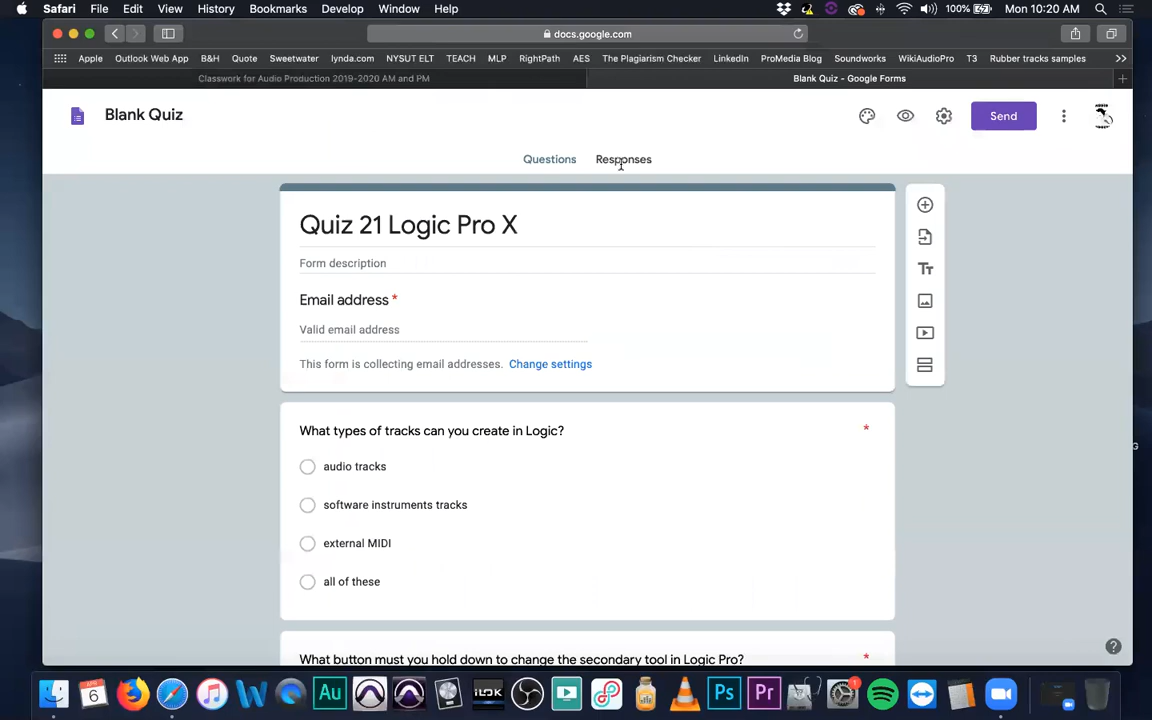 Safari File Edit View History Bookmarks Develop Window Help 100% Mon 10:20 AM
docs.google.com
Apple Outlook Web App B&H Quote Sweetwater lynda.com NYSUT ELT TEACH MLP RightPath AES The Plagiarism Checker LinkedIn ProMedia Blog Soundworks WikiAudioPro T3 Rubber tracks samples >>
Classwork for Audio Production 2019-2020 AM and PM Blank Quiz - Google Forms
Blank Quiz Send
Questions Responses
Quiz 21 Logic Pro X
Form description
Email address *
Valid email address
This form is collecting email addresses. Change settings
What types of tracks can you create in Logic? *
audio tracks
software instruments tracks
external MIDI
G
all of these
What button must you hold down to change the secondary tool in Logic Pro? *
APR 6 Au iLOK Ps Pr 1